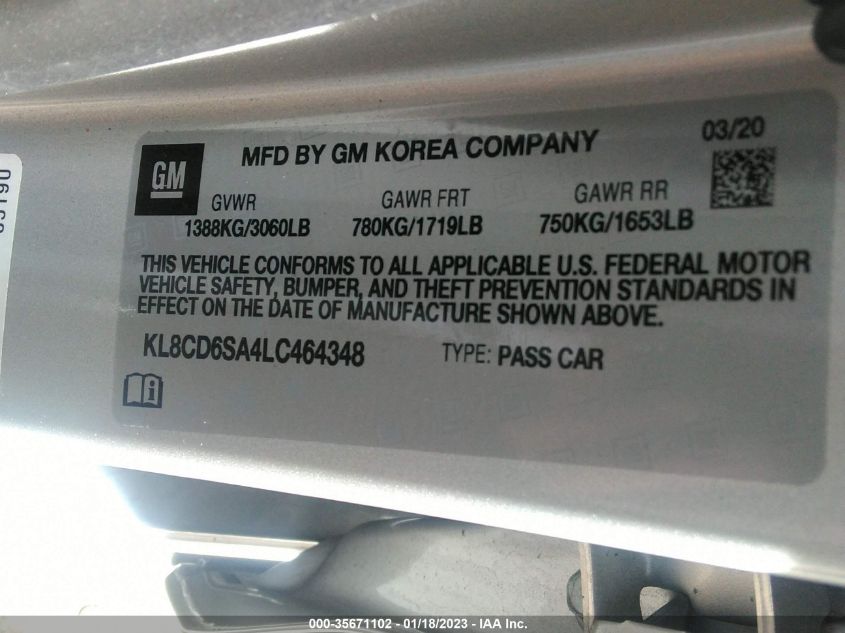 03/20
GM
MFD BY GM KOREA COMPANY
GVWR GAWR FRT GAWR RR
1388KG/3060LB 780KG/1719LB 750KG/1653LB
THIS VEHICLE CONFORMS TO ALL APPLICABLE U.S. FEDERAL MOTOR
VEHICLE SAFETY, BUMPER, AND THEFT PREVENTION STANDARDS IN
EFFECT ON THE DATE OF MANUFACTURE SHOWN ABOVE.
KL8CD6SA4LC464348 TYPE: PASS CAR
000-35671102 - 01/18/2023 - IAA Inc.